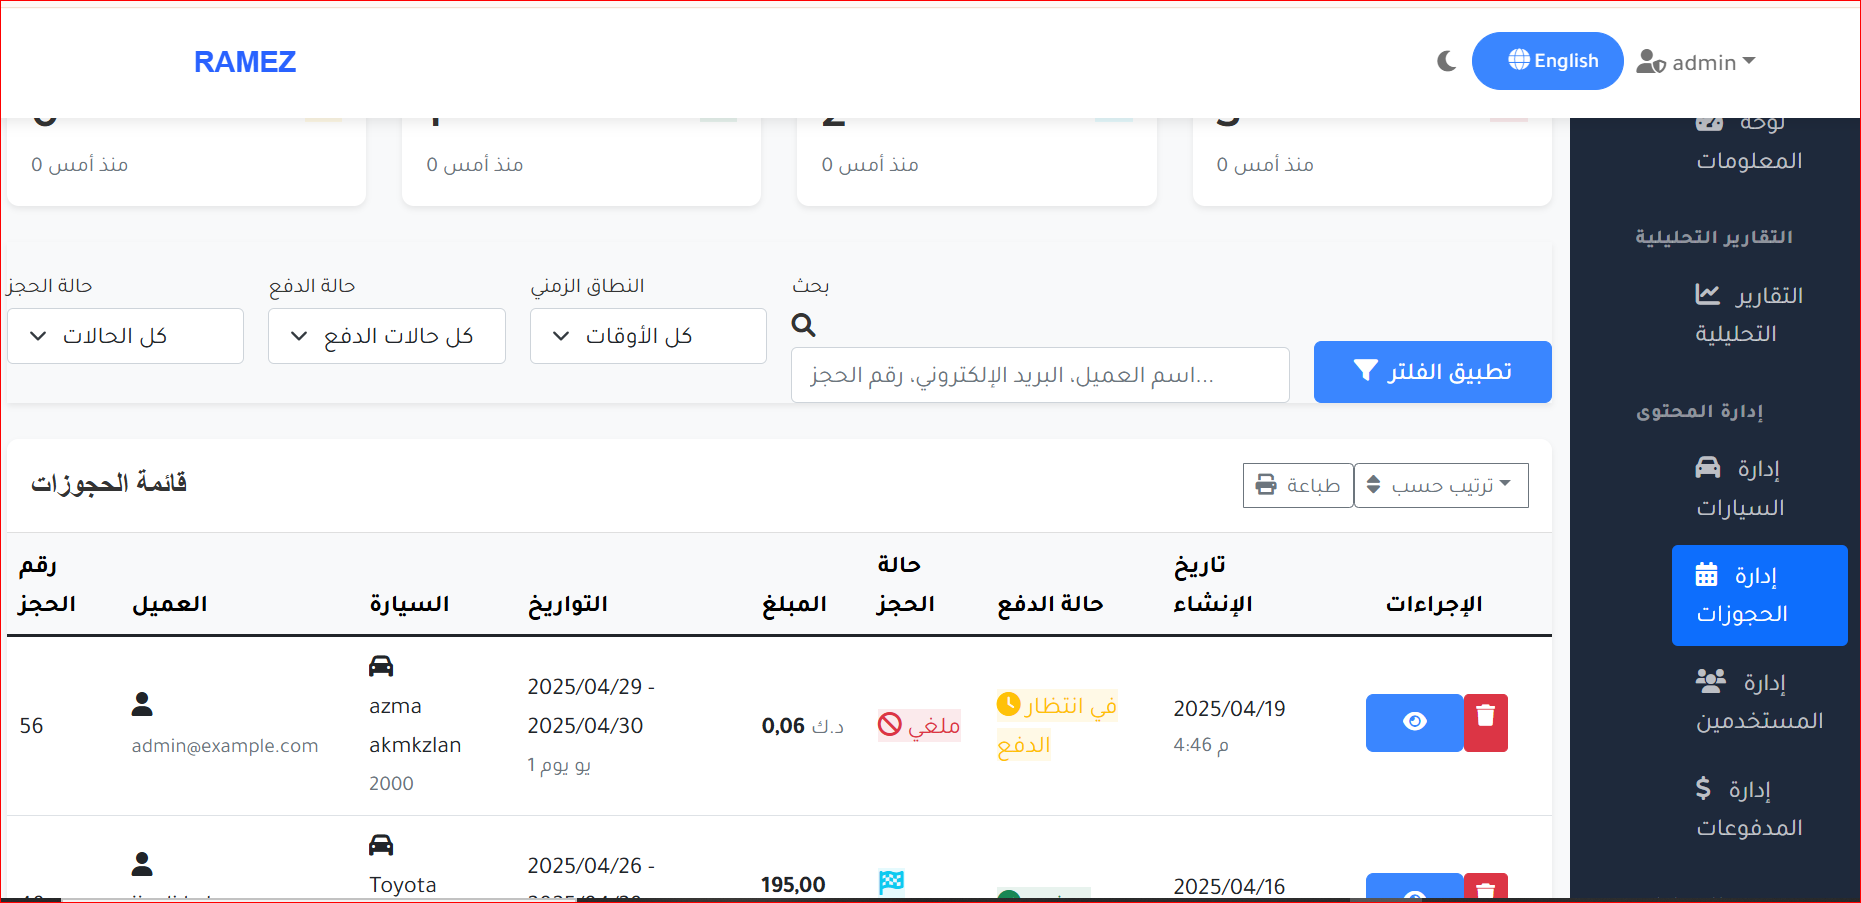 RAMEZ
English
admin
لوحة
المعلومات
التقارير التحليلية
التقارير
التحليلية
إدارة المحتوى
إدارة
السيارات
إدارة
الحجوزات
إدارة
المستخدمين
إدارة
المدفوعات
منذ أمس 0
منذ أمس 0
منذ أمس 0
منذ أمس 0
حالة الحجز
كل الحالات
حالة الدفع
كل حالات الدفع
النطاق الزمني
كل الأوقات
بحث
اسم العميل، البريد الإلكتروني، رقم الحجز...
تطبيق الفلتر
قائمة الحجوزات
طباعة
ترتيب حسب
رقم
الحجز
العميل
السيارة
التواريخ
المبلغ
حالة
الحجز
حالة الدفع
تاريخ
الإنشاء
الإجراءات
56
admin@example.com
azma
akmkzlan
2000
2025/04/29 -
2025/04/30
1 يو يوم
0,06 د.ك
ملغي
في انتظار
الدفع
2025/04/19
4:46 م
Toyota
2025/04/26 -
195,00
2025/04/16